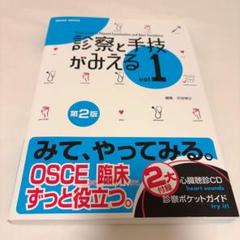 診察と手技
がみえる vol.1
第2版
みて、やってみる。
OSCE、臨床、
ずっと役立つ。
2大付録
心臓聴診CD
heart sounds
診察ポケットガイド
try it!